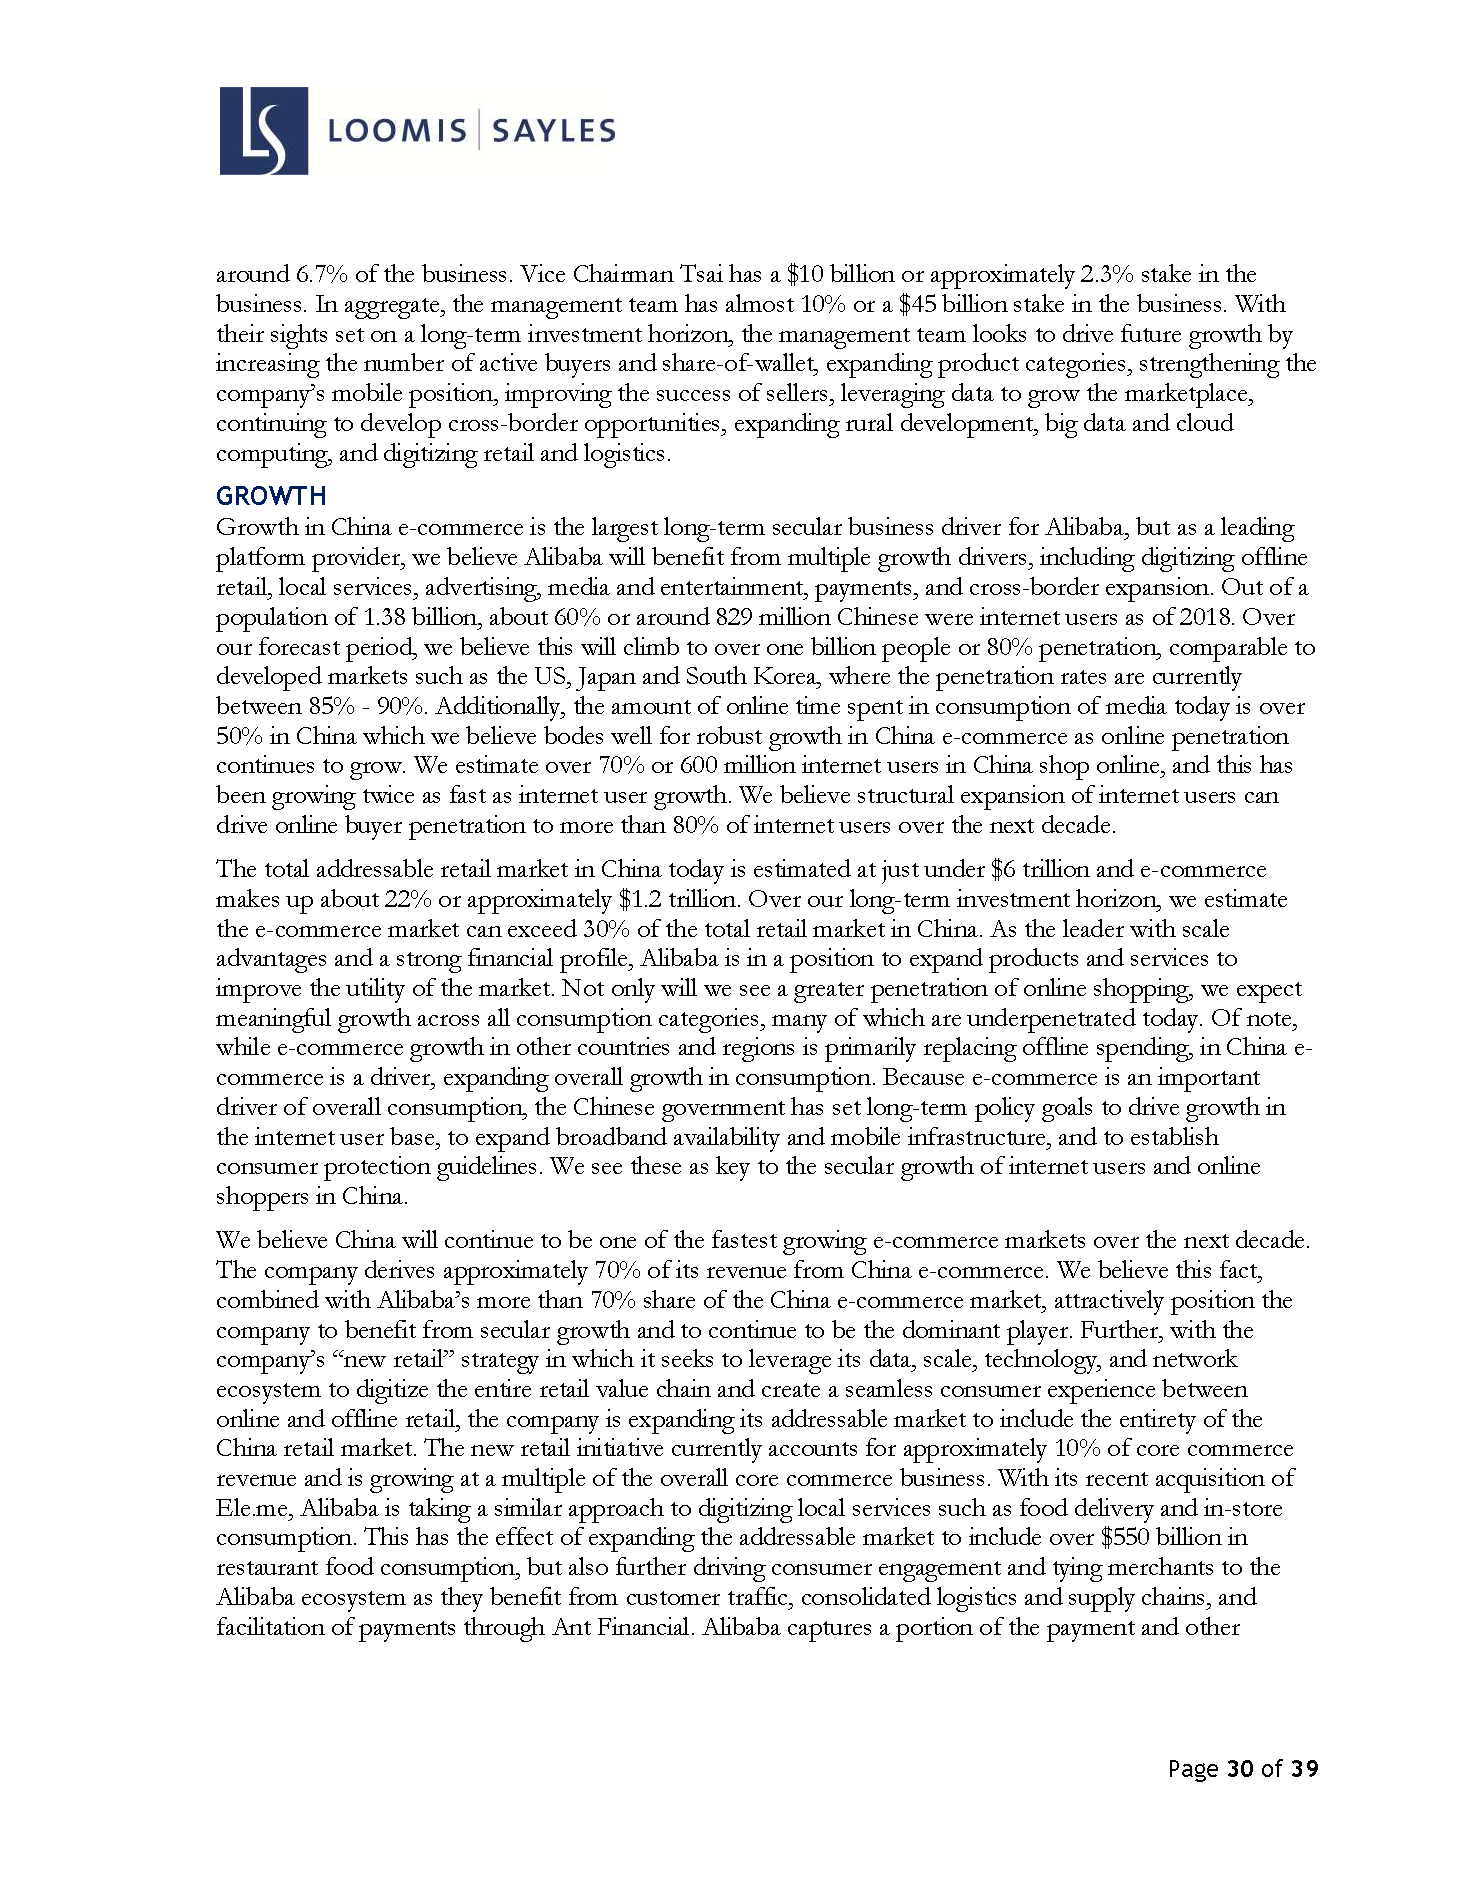 LS LOOMIS | SAYLES
around 6.7% of the business. Vice Chairman Tsai has a $10 billion or approximately 2.3% stake in the
business. In aggregate, the management team has almost 10% or a $45 billion stake in the business. With
their sights set on a long-term investment horizon, the management team looks to drive future growth by
increasing the number of active buyers and share-of-wallet, expanding product categories, strengthening the
company’s mobile position, improving the success of sellers, leveraging data to grow the marketplace,
continuing to develop cross-border opportunities, expanding rural development, big data and cloud
computing, and digitizing retail and logistics.
GROWTH
Growth in China e-commerce is the largest long-term secular business driver for Alibaba, but as a leading
platform provider, we believe Alibaba will benefit from multiple growth drivers, including digitizing offline
retail, local services, advertising, media and entertainment, payments, and cross-border expansion. Out of a
population of 1.38 billion, about 60% or around 829 million Chinese were internet users as of 2018. Over
our forecast period, we believe this will climb to over one billion people or 80% penetration, comparable to
developed markets such as the US, Japan and South Korea, where the penetration rates are currently
between 85% - 90%. Additionally, the amount of online time spent in consumption of media today is over
50% in China which we believe bodes well for robust growth in China e-commerce as online penetration
continues to grow. We estimate over 70% or 600 million internet users in China shop online, and this has
been growing twice as fast as internet user growth. We believe structural expansion of internet users can
drive online buyer penetration to more than 80% of internet users over the next decade.
The total addressable retail market in China today is estimated at just under $6 trillion and e-commerce
makes up about 22% or approximately $1.2 trillion. Over our long-term investment horizon, we estimate
the e-commerce market can exceed 30% of the total retail market in China. As the leader with scale
advantages and a strong financial profile, Alibaba is in a position to expand products and services to
improve the utility of the market. Not only will we see a greater penetration of online shopping, we expect
meaningful growth across all consumption categories, many of which are underpenetrated today. Of note,
while e-commerce growth in other countries and regions is primarily replacing offline spending, in China e-
commerce is a driver, expanding overall growth in consumption. Because e-commerce is an important
driver of overall consumption, the Chinese government has set long-term policy goals to drive growth in
the internet user base, to expand broadband availability and mobile infrastructure, and to establish
consumer protection guidelines. We see these as key to the secular growth of internet users and online
shoppers in China.
We believe China will continue to be one of the fastest growing e-commerce markets over the next decade.
The company derives approximately 70% of its revenue from China e-commerce. We believe this fact,
combined with Alibaba’s more than 70% share of the China e-commerce market, attractively position the
company to benefit from secular growth and to continue to be the dominant player. Further, with the
company’s “new retail” strategy in which it seeks to leverage its data, scale, technology, and network
ecosystem to digitize the entire retail value chain and create a seamless consumer experience between
online and offline retail, the company is expanding its addressable market to include the entirety of the
China retail market. The new retail initiative currently accounts for approximately 10% of core commerce
revenue and is growing at a multiple of the overall core commerce business. With its recent acquisition of
Ele.me, Alibaba is taking a similar approach to digitizing local services such as food delivery and in-store
consumption. This has the effect of expanding the addressable market to include over $550 billion in
restaurant food consumption, but also further driving consumer engagement and tying merchants to the
Alibaba ecosystem as they benefit from customer traffic, consolidated logistics and supply chains, and
facilitation of payments through Ant Financial. Alibaba captures a portion of the payment and other
Page 30 of 39